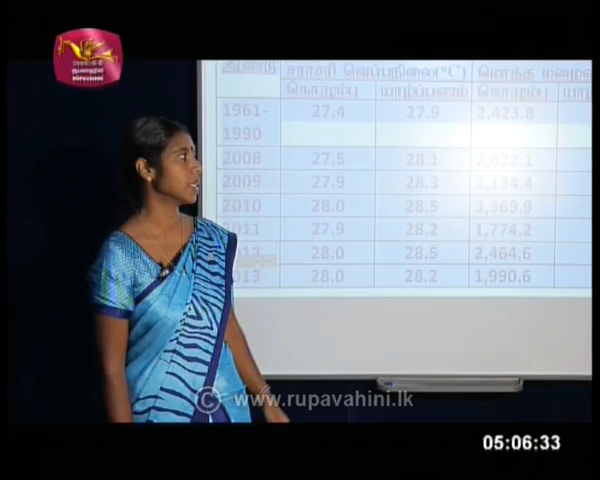 ஆண்டு சராசரி வெப்பநிலை(°C) மொத்த
கொழும்பு யாழ்ப்பாணம் கொழும்பு
1961-1990 27.4 27.9 2,423.8
2008 27.5 28.1 2,622.1
2009 27.9 28.3 2,134.4
2010 28.0 28.5 3,369.9
2011 27.9 28.2 1,774.2
28.0 28.5 2,464.6
28.0 28.2 1,990.6
© www.rupavahini.lk
05:06:33